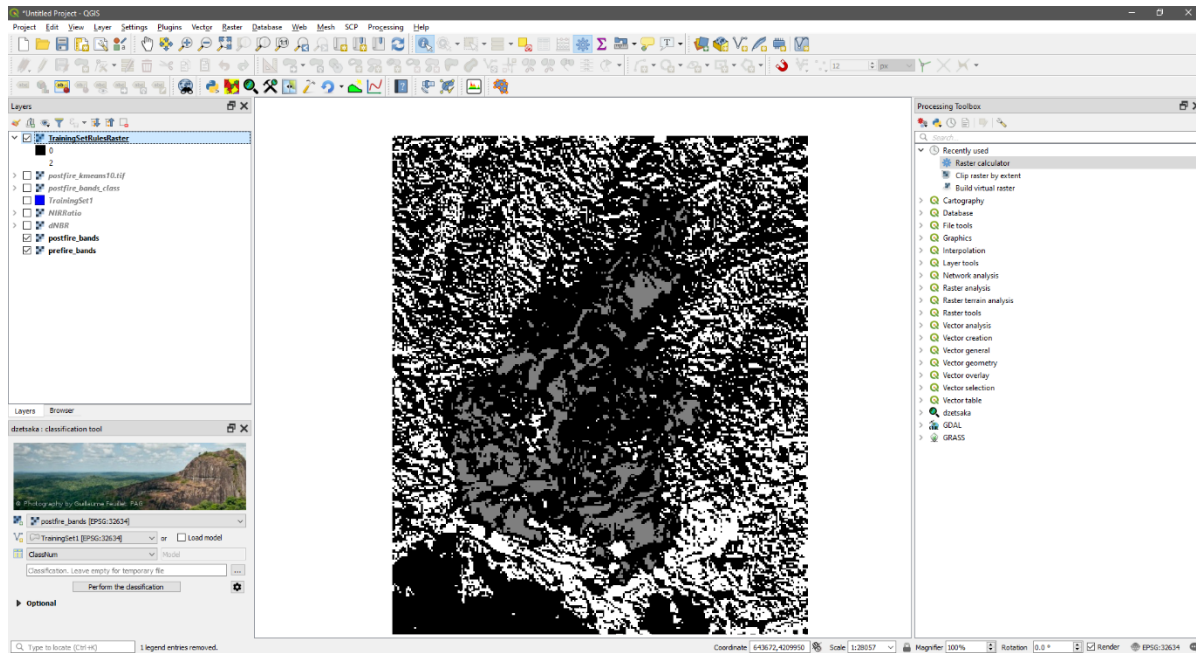 *Untitled Project - QGIS
Project Edit View Layer Settings Plugins Vector Raster Database Web Mesh SCP Processing Help
12 px
Layers
TrainingSetRulesRaster
0
2
postfire_kmeans10.tif
postfire_bands_class
TrainingSet1
NIRRatio
dNBR
postfire_bands
prefire_bands
Layers Browser
dzetsaka : classification tool
© Photography by Guillaume Feuillet, PAG
postfire_bands [EPSG:32634]
TrainingSet1 [EPSG:32634] or Load model
ClassNum Model
Classification. Leave empty for temporary file ...
Perform the classification
Optional
Processing Toolbox
Search...
Recently used
Raster calculator
Clip raster by extent
Build virtual raster
Cartography
Database
File tools
Graphics
Interpolation
Layer tools
Network analysis
Raster analysis
Raster terrain analysis
Raster tools
Vector analysis
Vector creation
Vector general
Vector geometry
Vector overlay
Vector selection
Vector table
dzetsaka
GDAL
GRASS
Type to locate (Ctrl+K) 1 legend entries removed. Coordinate 643672,4209950 Scale 1:28057 Magnifier 100% Rotation 0.0 ° Render EPSG:32634